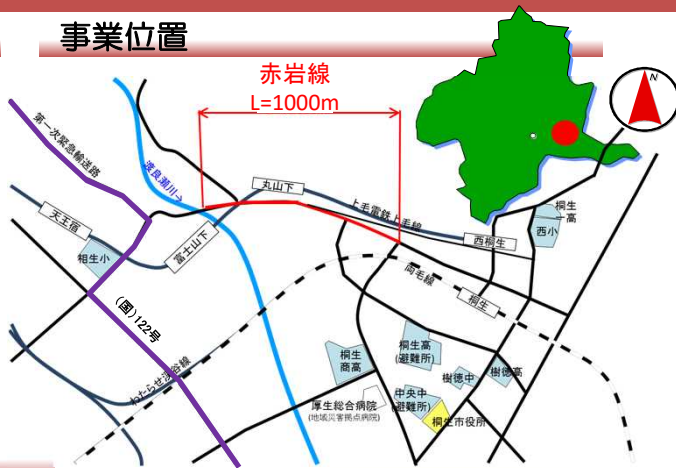 事業位置
赤岩線
L=1000m
N
第一次緊急輸送路
渡良瀬川→
丸山下
上毛電鉄上毛線
桐生
一高
西小
天王宿
富士山下
西桐生
相生小
両毛線
桐生
(国)122号
わたらせ渓谷線
桐生
商高
桐生高
(避難所)
樹徳中
樹徳高
厚生総合病院
(地域災害拠点病院)
中央中
(避難所)
桐生市役所